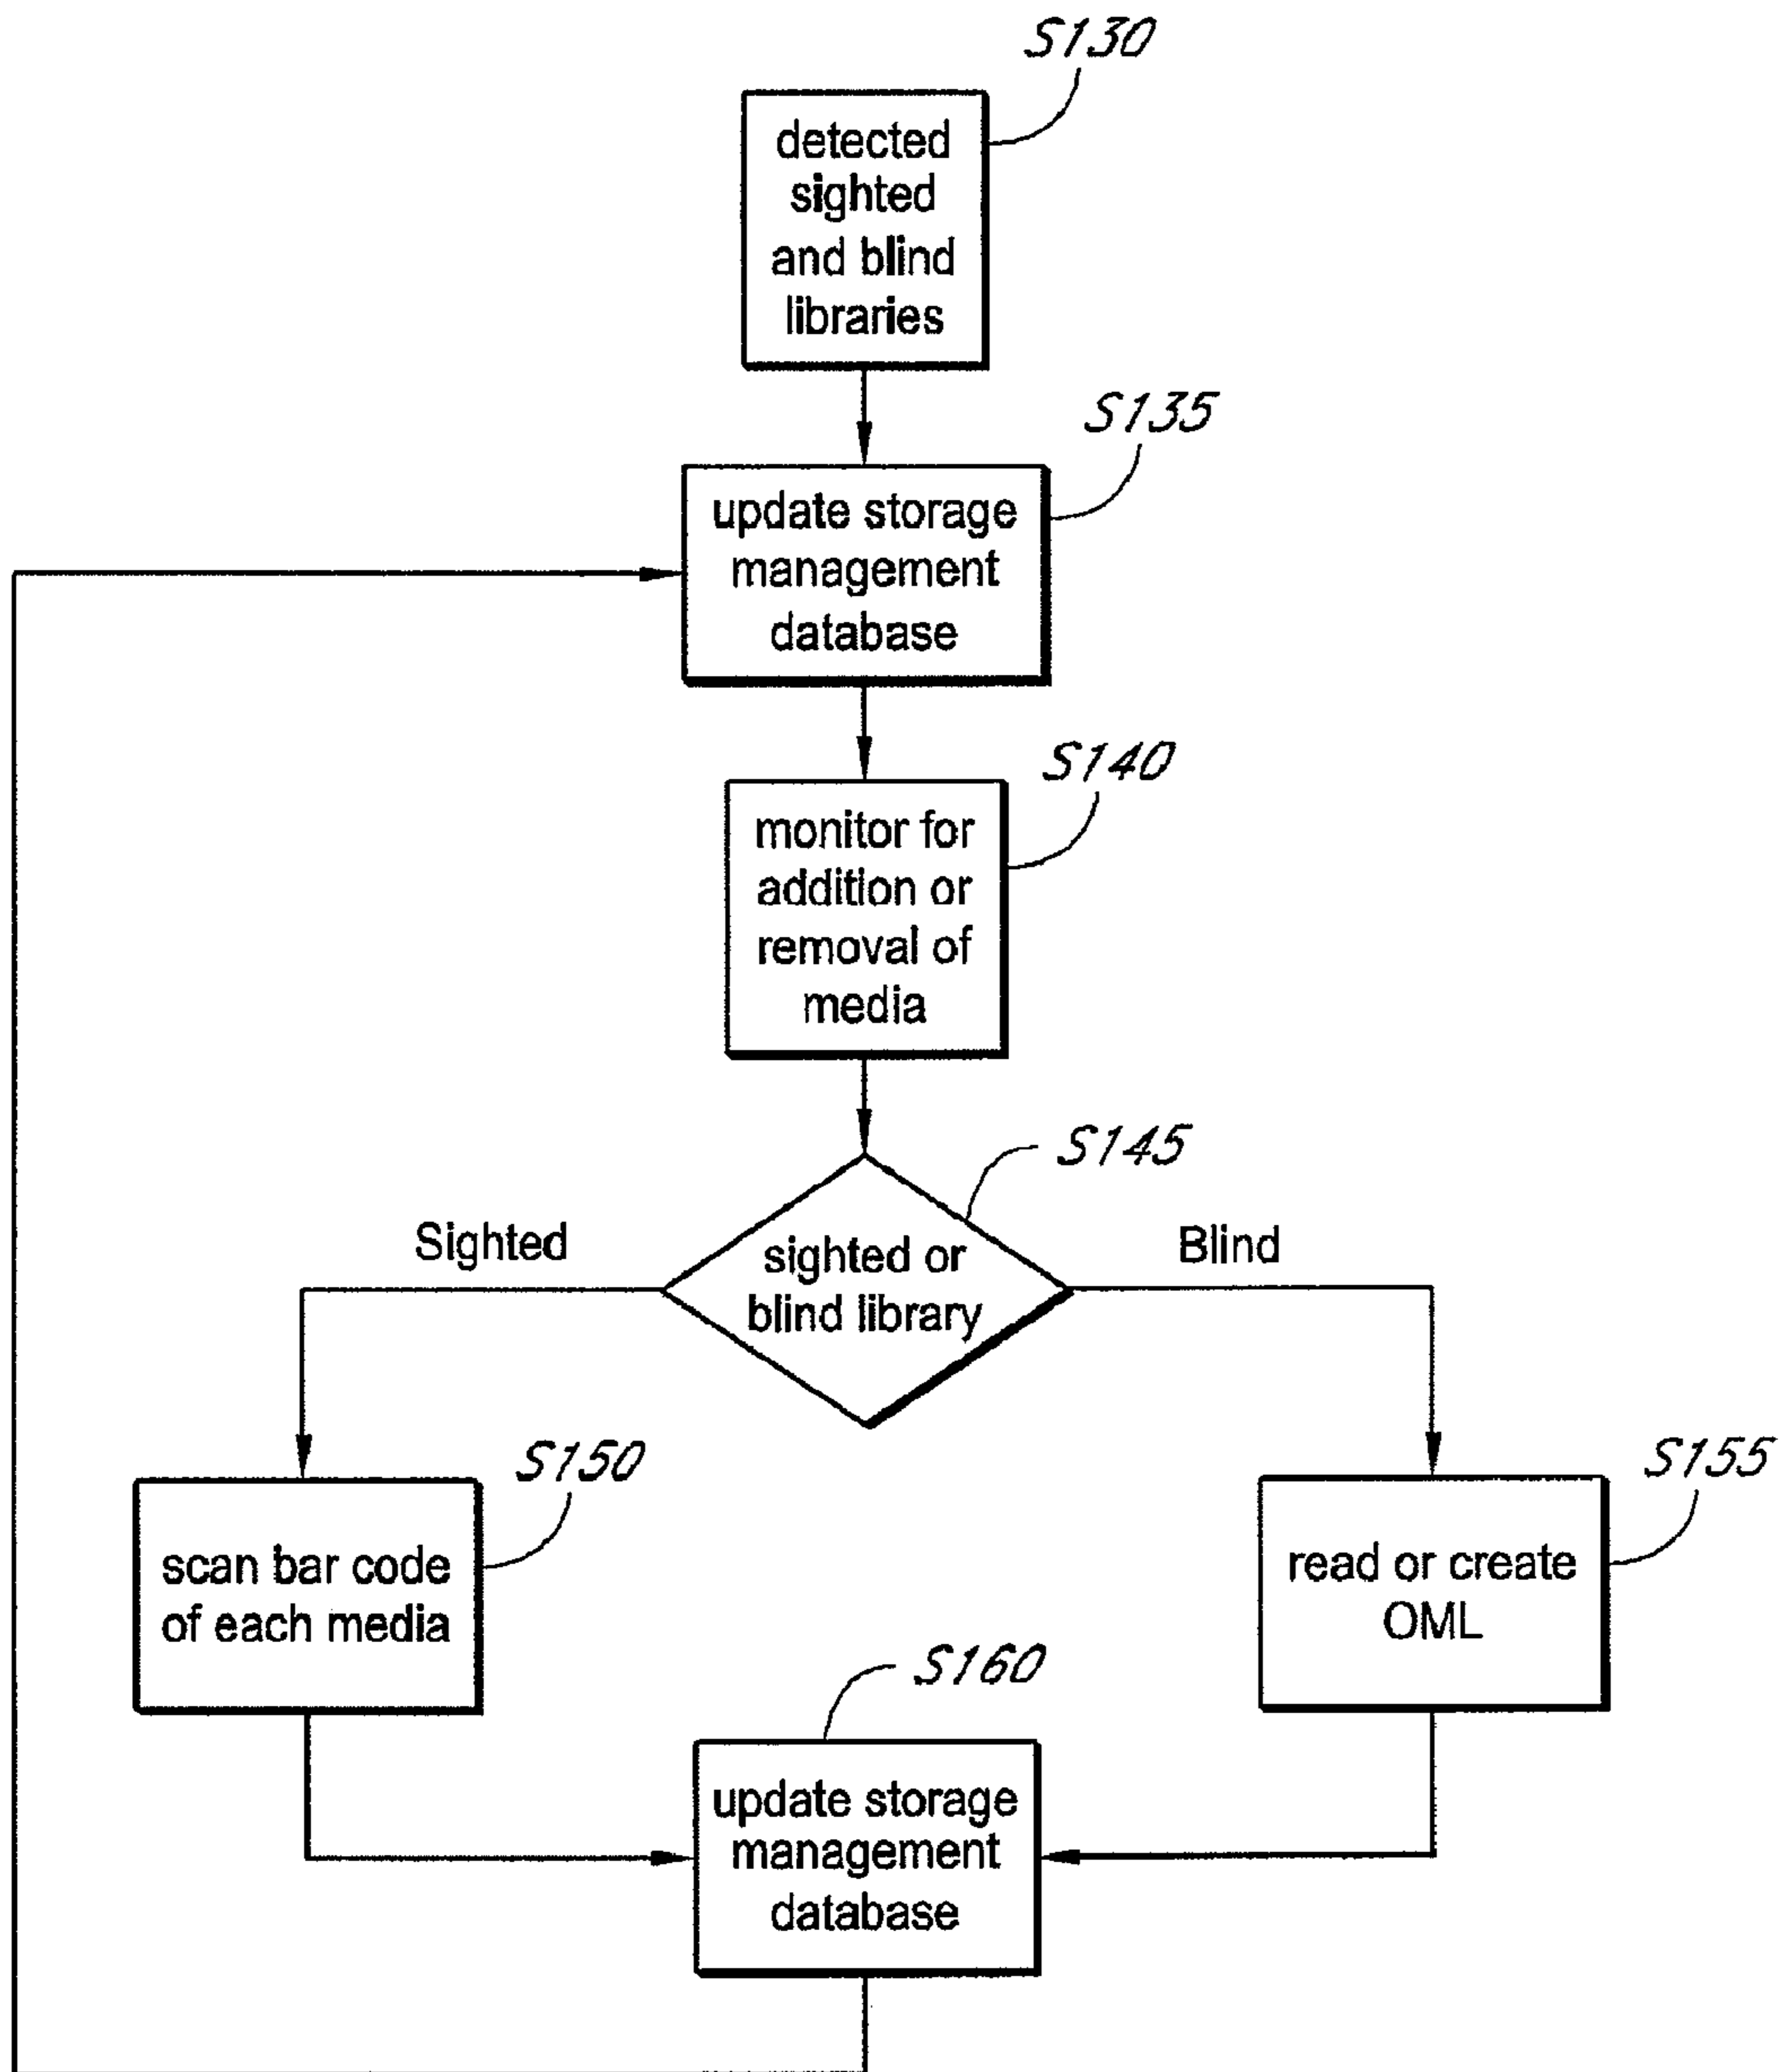 S130
detected
sighted
and blind
libraries
S135
update storage
management
database
S140
monitor for
addition or
removal of
media
S145
Sighted
sighted or
blind library
Blind
S150
scan bar code
of each media
S155
read or create
OML
S160
update storage
management
database